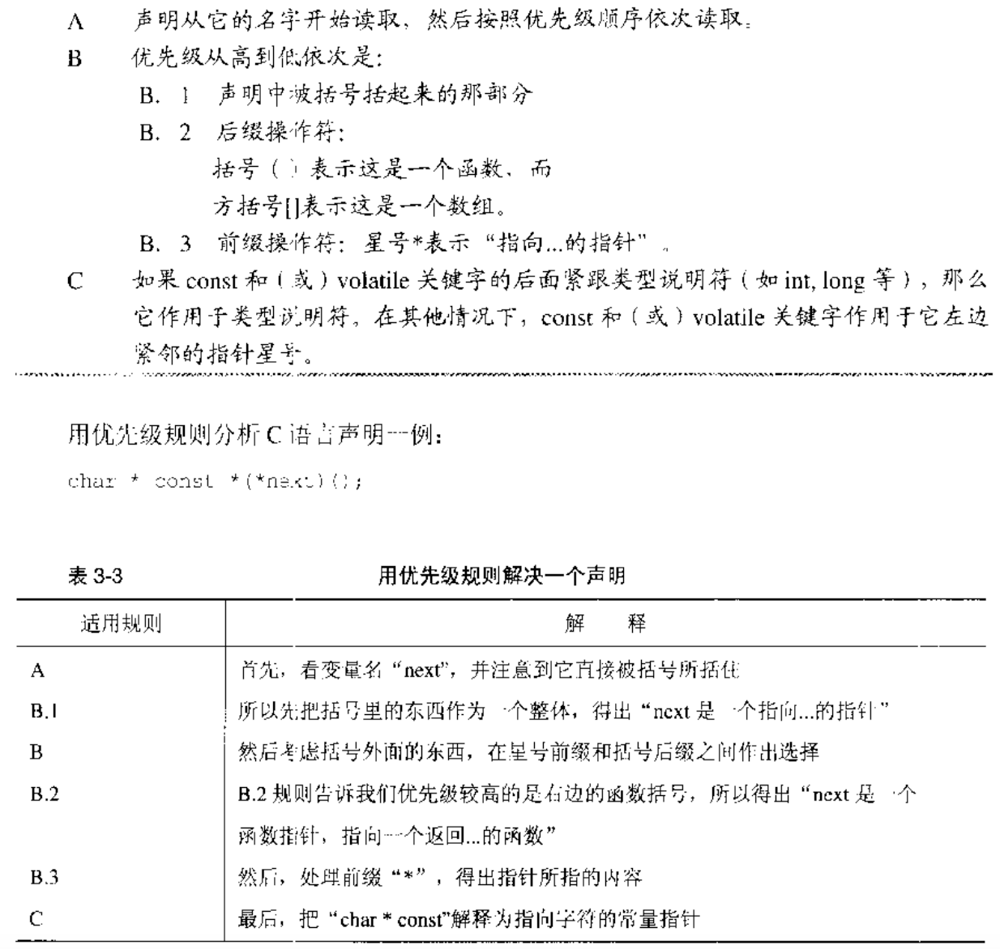 A 声明从它的名字开始读取，然后按照优先级顺序依次读取。
B 优先级从高到低依次是：
B. 1 声明中被括号括起来的那部分
B. 2 后缀操作符：
括号（）表示这是一个函数，而
方括号[]表示这是一个数组。
B. 3 前缀操作符：星号*表示“指向...的指针”。
C 如果 const 和（或）volatile 关键字的后面紧跟类型说明符（如 int, long 等），那么
它作用于类型说明符。在其他情况下，const 和（或）volatile 关键字作用于它左边
紧邻的指针星号。
用优先级规则分析 C 语言声明一例：
char * const *(*next)();
表 3-3 用优先级规则解决一个声明
适用规则 解 释
A 首先，看变量名“next”，并注意到它直接被括号所括住
B.1 所以先把括号里的东西作为一个整体，得出“next 是一个指向...的指针”
B 然后考虑括号外面的东西，在星号前缀和括号后缀之间作出选择
B.2 B.2 规则告诉我们优先级较高的是右边的函数括号，所以得出“next 是一个
函数指针，指向一个返回...的函数”
B.3 然后，处理前缀“*”，得出指针所指的内容
C 最后，把“char * const”解释为指向字符的常量指针